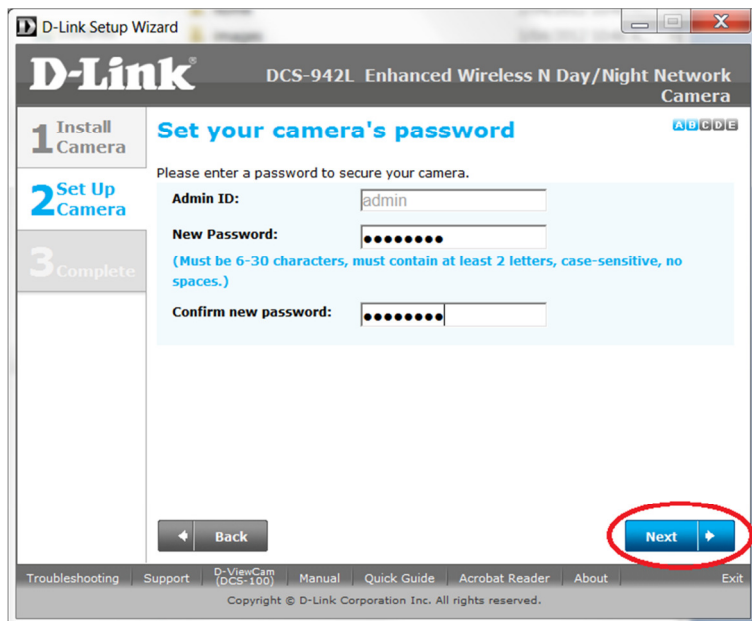 D-Link Setup Wizard
D-Link®
DCS-942L Enhanced Wireless N Day/Night Network
Camera
1 Install
Camera
2 Set Up
Camera
3 Complete
Set your camera's password
A B C D E
Please enter a password to secure your camera.
Admin ID:
admin
New Password:
●●●●●●●●
(Must be 6-30 characters, must contain at least 2 letters, case-sensitive, no
spaces.)
Confirm new password:
●●●●●●●●
Back
Next
Troubleshooting
Support
D-ViewCam
(DCS-100)
Manual
Quick Guide
Acrobat Reader
About
Exit
Copyright © D-Link Corporation Inc. All rights reserved.